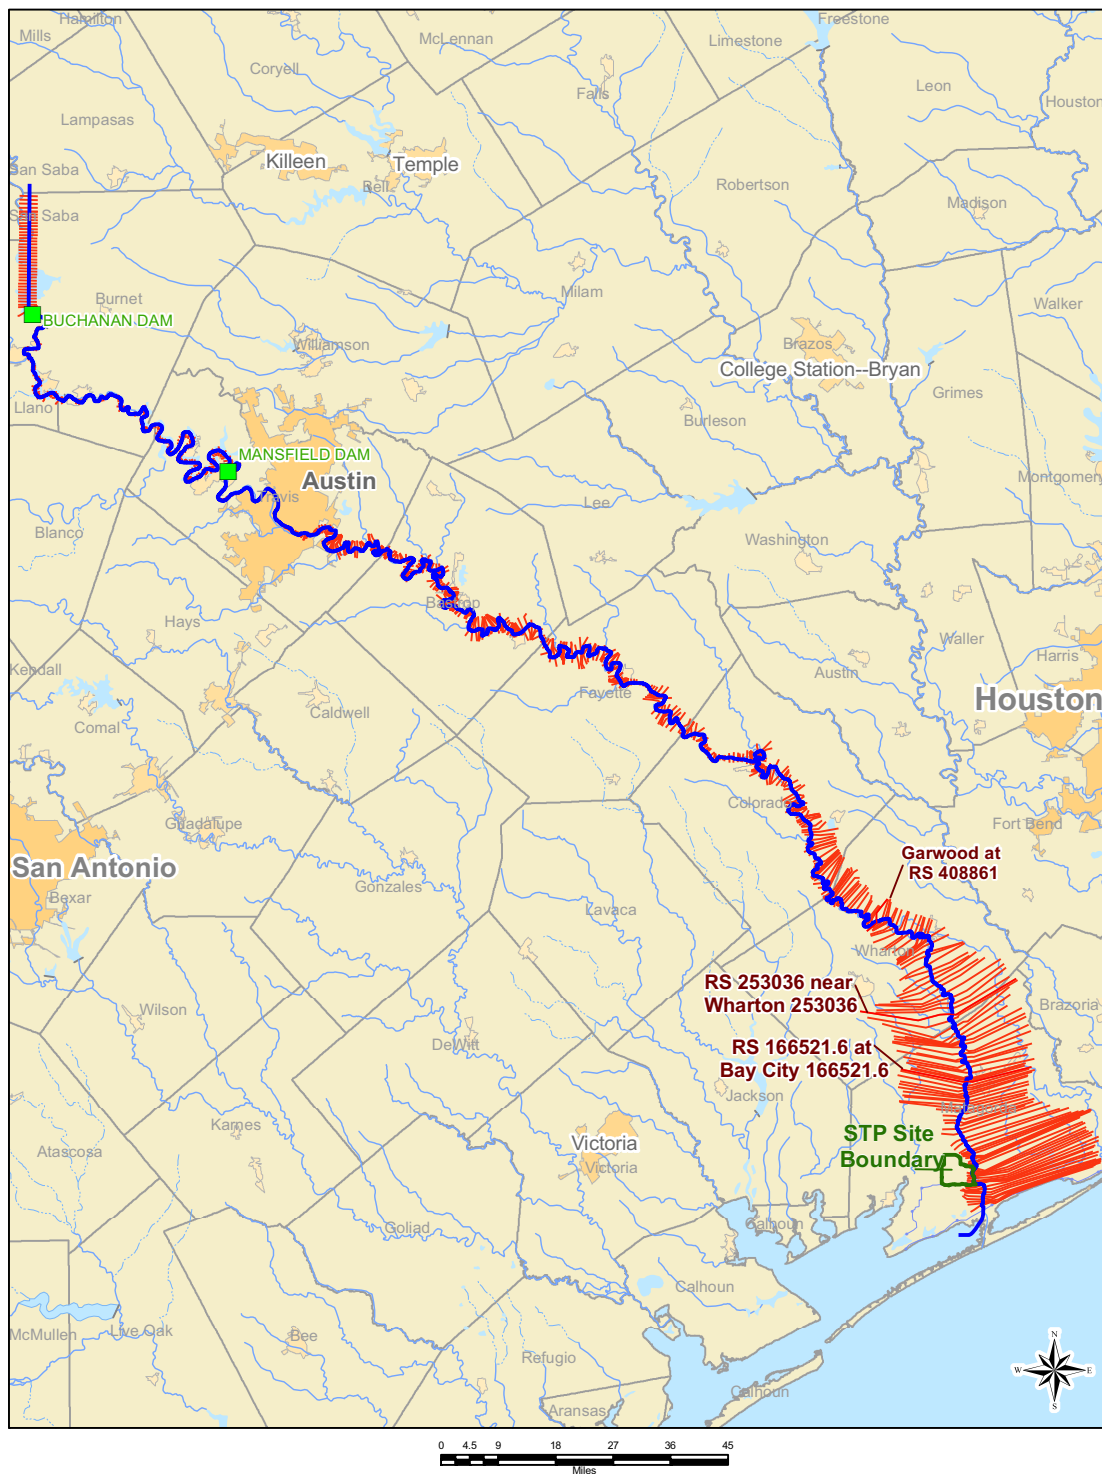 Hamilton
Freestone
Mills
McLennan
Limestone
Coryell
Leon
Falls
Houston
Lampasas
Killeen
Temple
San Saba
Bell
Robertson
Madison
San Saba
Milam
Burnet
Walker
BUCHANAN DAM
Williamson
Brazos
College Station--Bryan
Grimes
Llano
Burleson
MANSFIELD DAM
Austin
Travis
Montgomery
Lee
Blanco
Washington
Bastrop
Hays
Waller
Harris
Kendall
Austin
Fayette
Houston
Caldwell
Comal
Colorado
Guadalupe
Fort Bend
Garwood at
RS 408861
San Antonio
Bexar
Gonzales
Lavaca
Wharton
RS 253036 near
Wharton 253036
Brazoria
Wilson
DeWitt
RS 166521.6 at
Bay City 166521.6
Jackson
Matagorda
Karnes
STP Site
Boundary
Atascosa
Victoria
Victoria
Goliad
Calhoun
Calhoun
McMullen
Live Oak
Bee
Refugio
N
W
E
S
Calhoun
Aransas
0 4.5 9 18 27 36 45
Miles